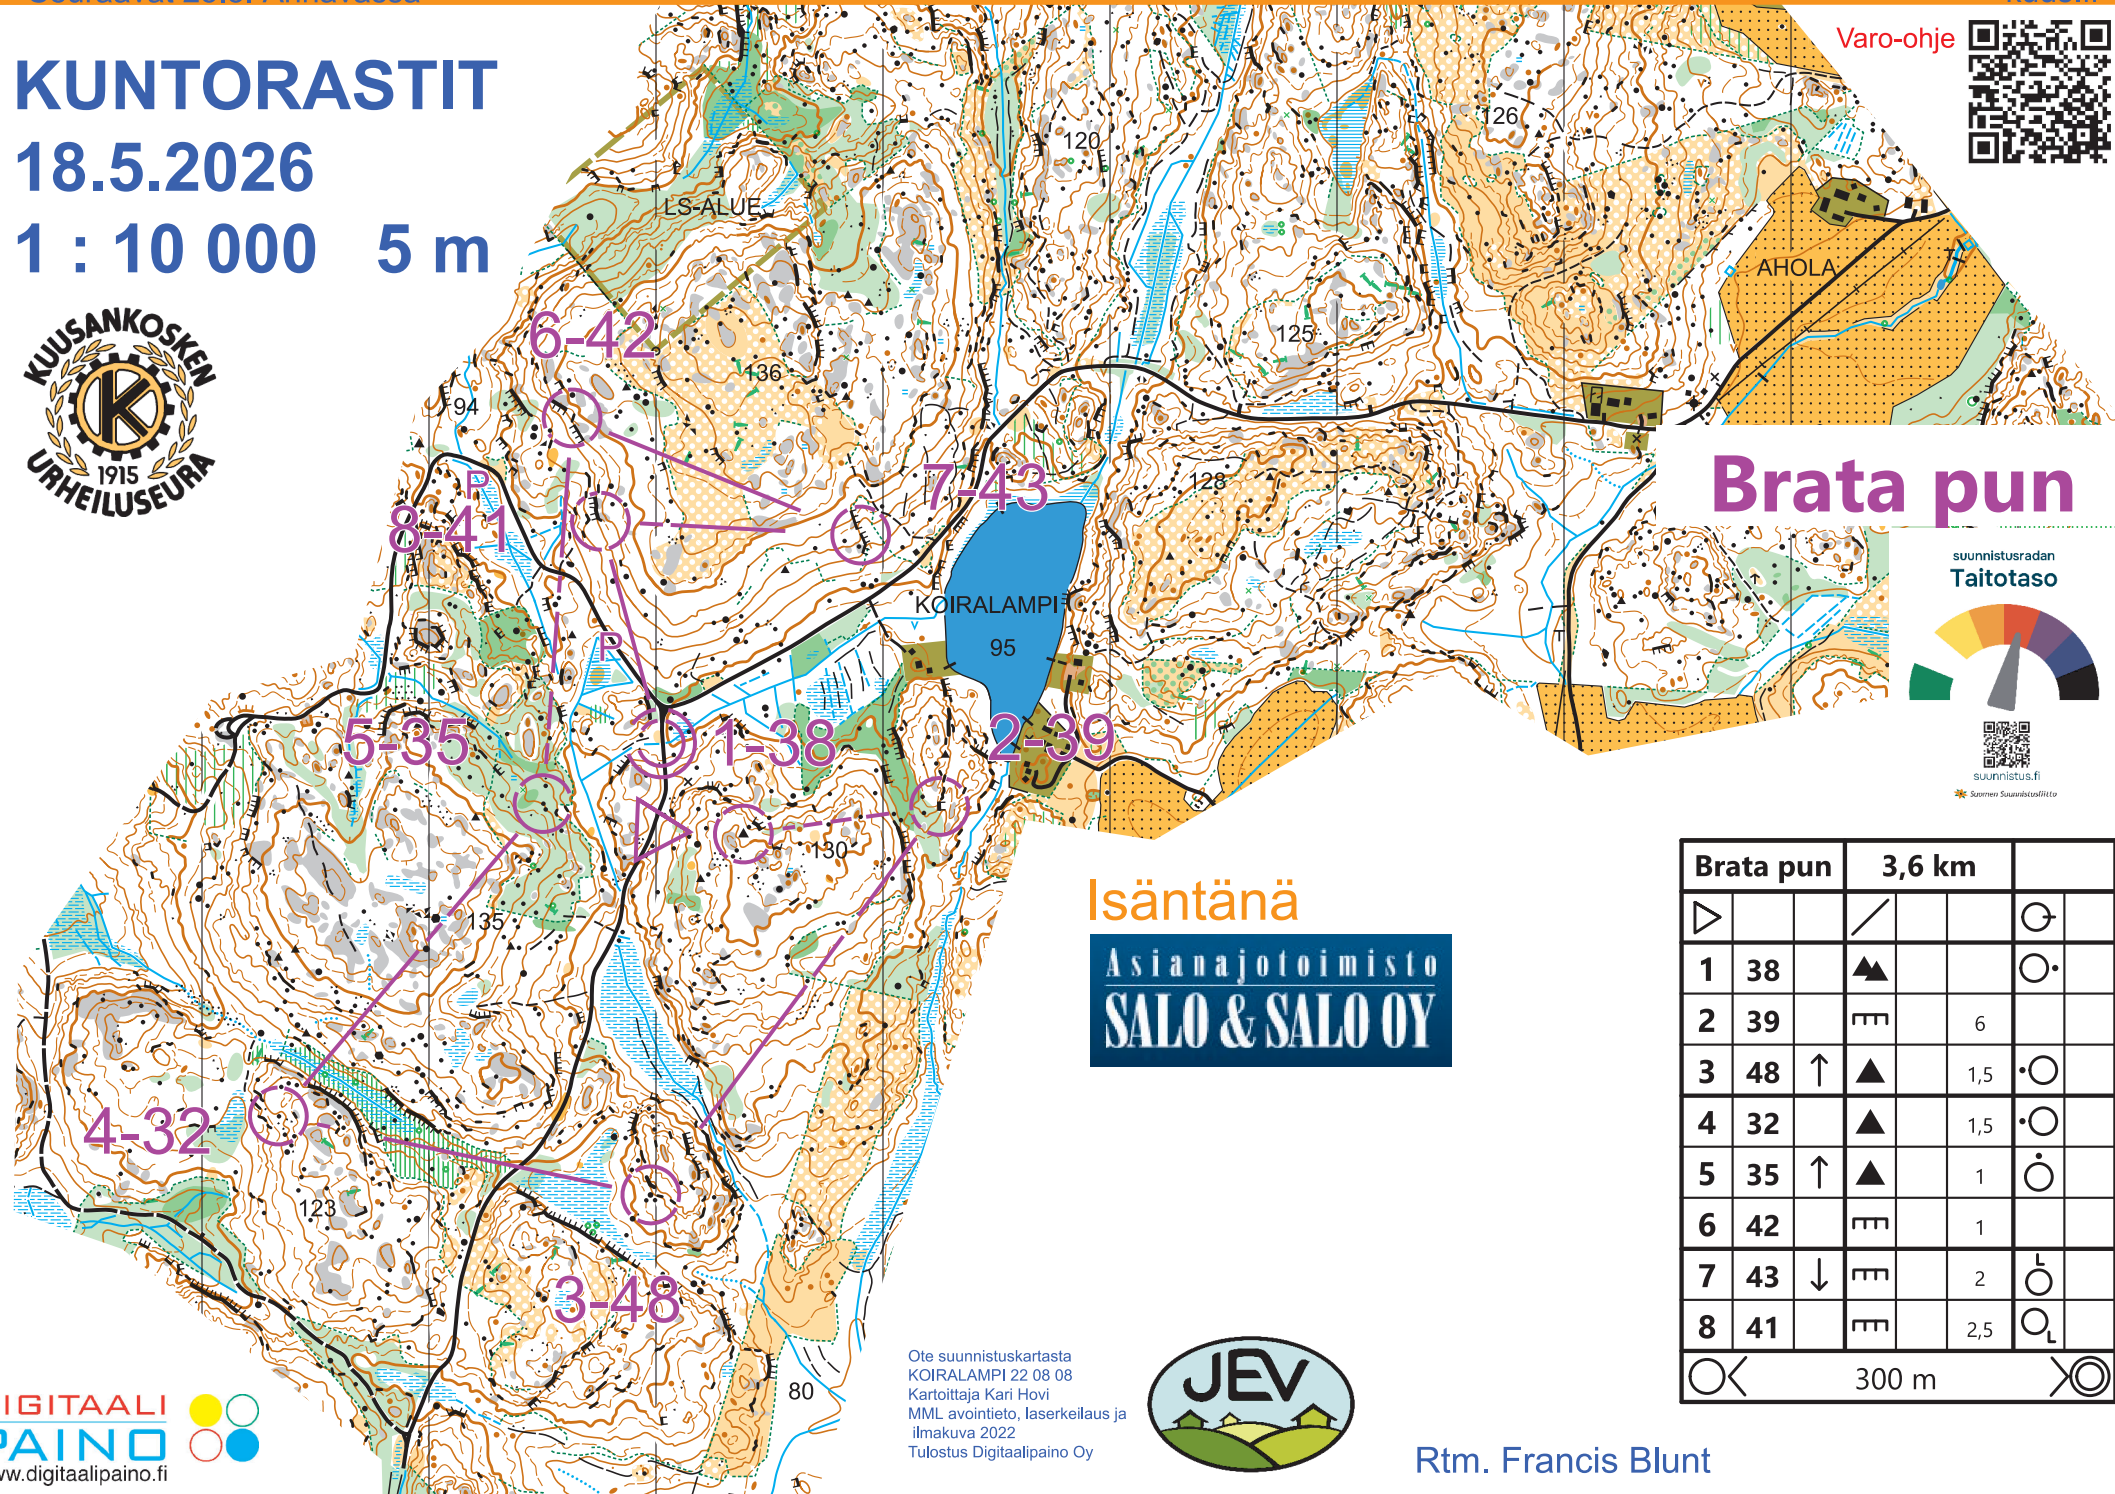 KUNTORASTIT
18.5.2026
1 : 10 000 5 m
KUUSANKOSKEN
K
1915
URHEILUSEURA
Varo-ohje
LS-ALUE
120
126
AHOLA
125
136
94
128
6-42
7-43
P
8-41
KOIRALAMPI
95
P
5-35
1-38
2-39
130
135
4-32
123
3-48
80
Brata pun
suunnistusradan
Taitotaso
suunnistus.fi
Suomen Suunnistusliitto
Isäntänä
Asianajotoimisto
SALO & SALO OY
Brata pun 3,6 km
1 38
2 39 6
3 48 1,5
4 32 1,5
5 35 1
6 42 1
7 43 2
8 41 2,5
300 m
Ote suunnistuskartasta
KOIRALAMPI 22 08 08
Kartoittaja Kari Hovi
MML avointieto, laserkeilaus ja
ilmakuva 2022
Tulostus Digitaalipaino Oy
JEV
Rtm. Francis Blunt
IGITAALI
PAINO
ww.digitaalipaino.fi